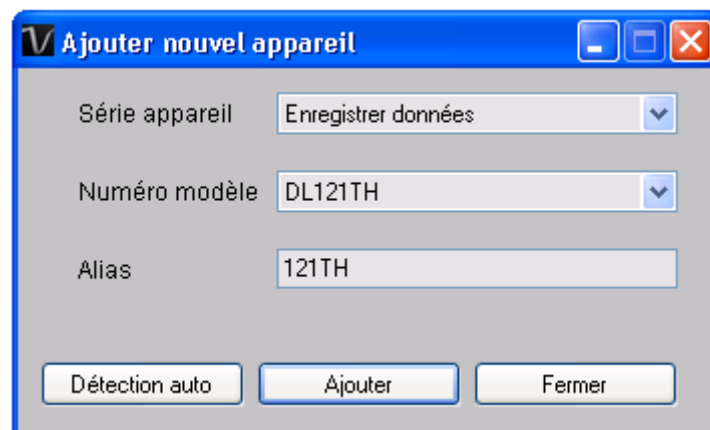 Ajouter nouvel appareil
Série appareil Enregistrer données
Numéro modèle DL121TH
Alias 121TH
Détection auto Ajouter Fermer